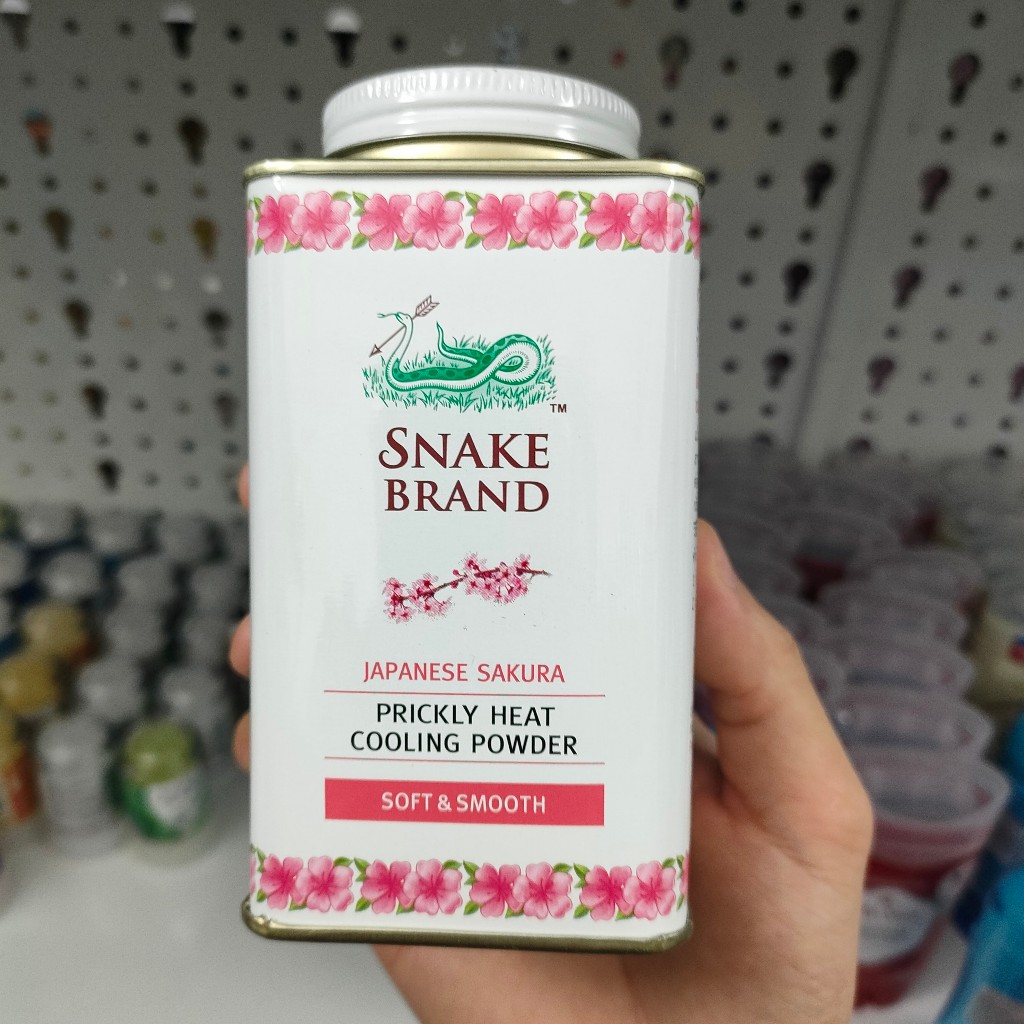 TM
SNAKE
BRAND
JAPANESE SAKURA
PRICKLY HEAT
COOLING POWDER
SOFT & SMOOTH